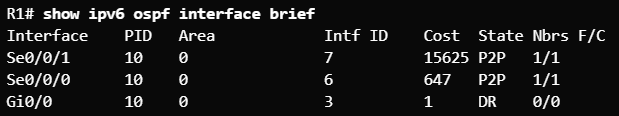 R1# show ipv6 ospf interface brief
Interface PID Area Intf ID Cost State Nbrs F/C
Se0/0/1 10 0 7 15625 P2P 1/1
Se0/0/0 10 0 6 647 P2P 1/1
Gi0/0 10 0 3 1 DR 0/0